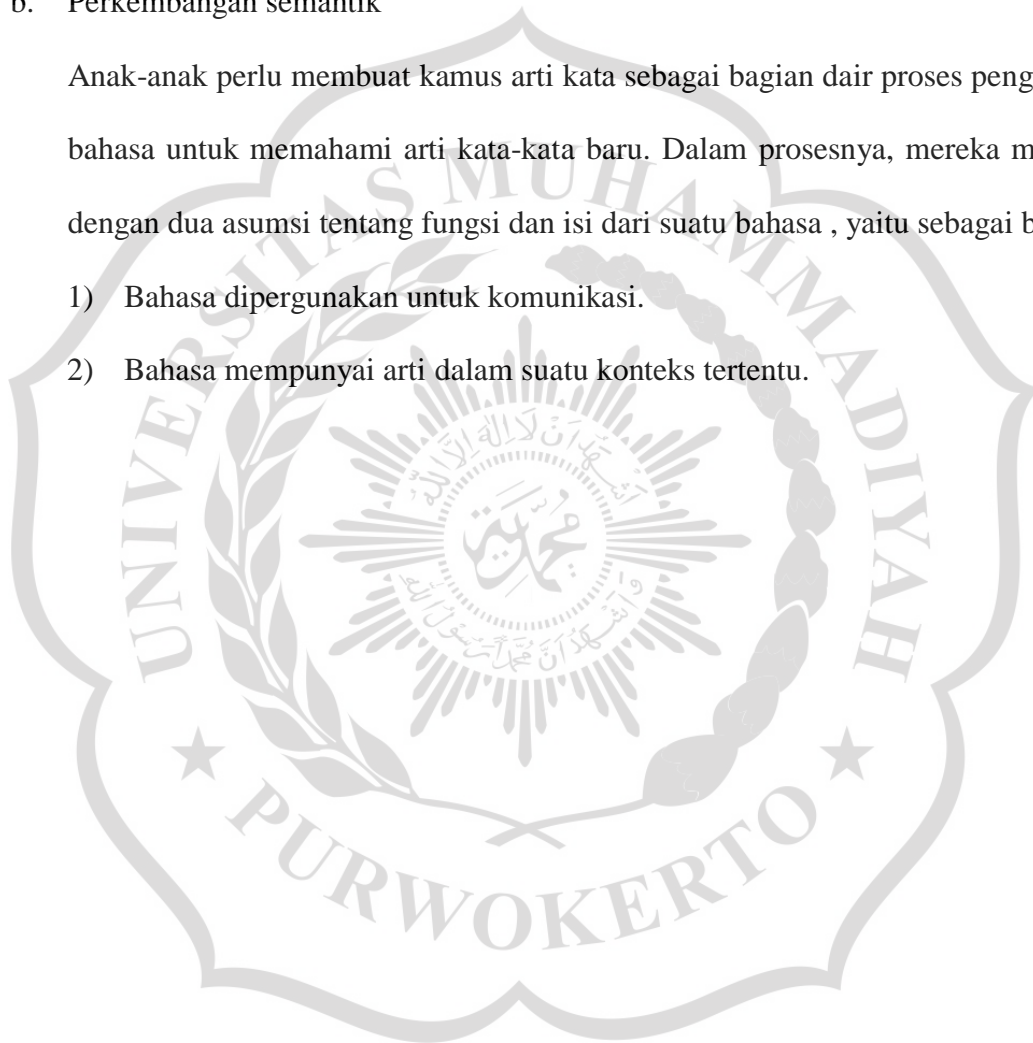 b. Perkembangan semantik
Anak-anak perlu membuat kamus arti kata sebagai bagian dair proses peng
bahasa untuk memahami arti kata-kata baru. Dalam prosesnya, mereka m
dengan dua asumsi tentang fungsi dan isi dari suatu bahasa , yaitu sebagai b
1) Bahasa dipergunakan untuk komunikasi.
2) Bahasa mempunyai arti dalam suatu konteks tertentu.
UNIVERSITAS MUHAMMADIYAH
PURWOKERTO